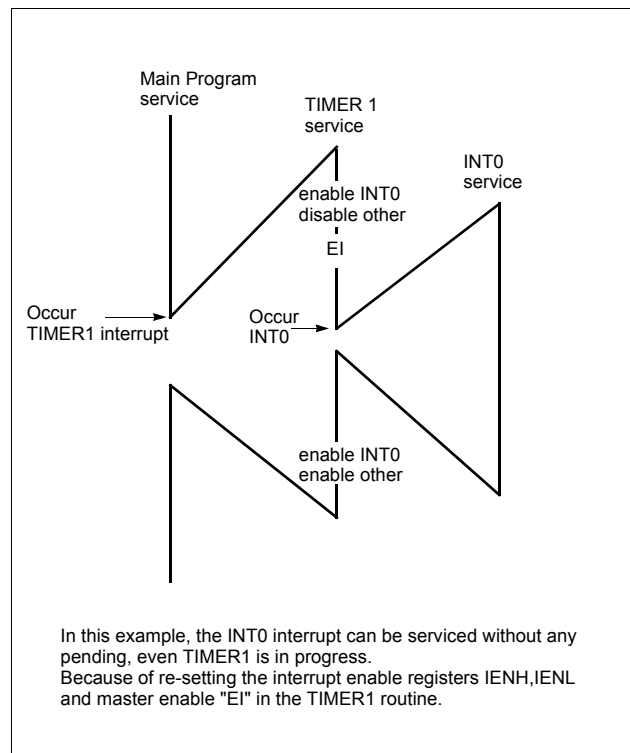 Main Program
service
TIMER 1
service
INT0
service
enable INT0
disable other
EI
Occur
TIMER1 interrupt
Occur
INT0
enable INT0
enable other
In this example, the INT0 interrupt can be serviced without any
pending, even TIMER1 is in progress.
Because of re-setting the interrupt enable registers IENH,IENL
and master enable "EI" in the TIMER1 routine.